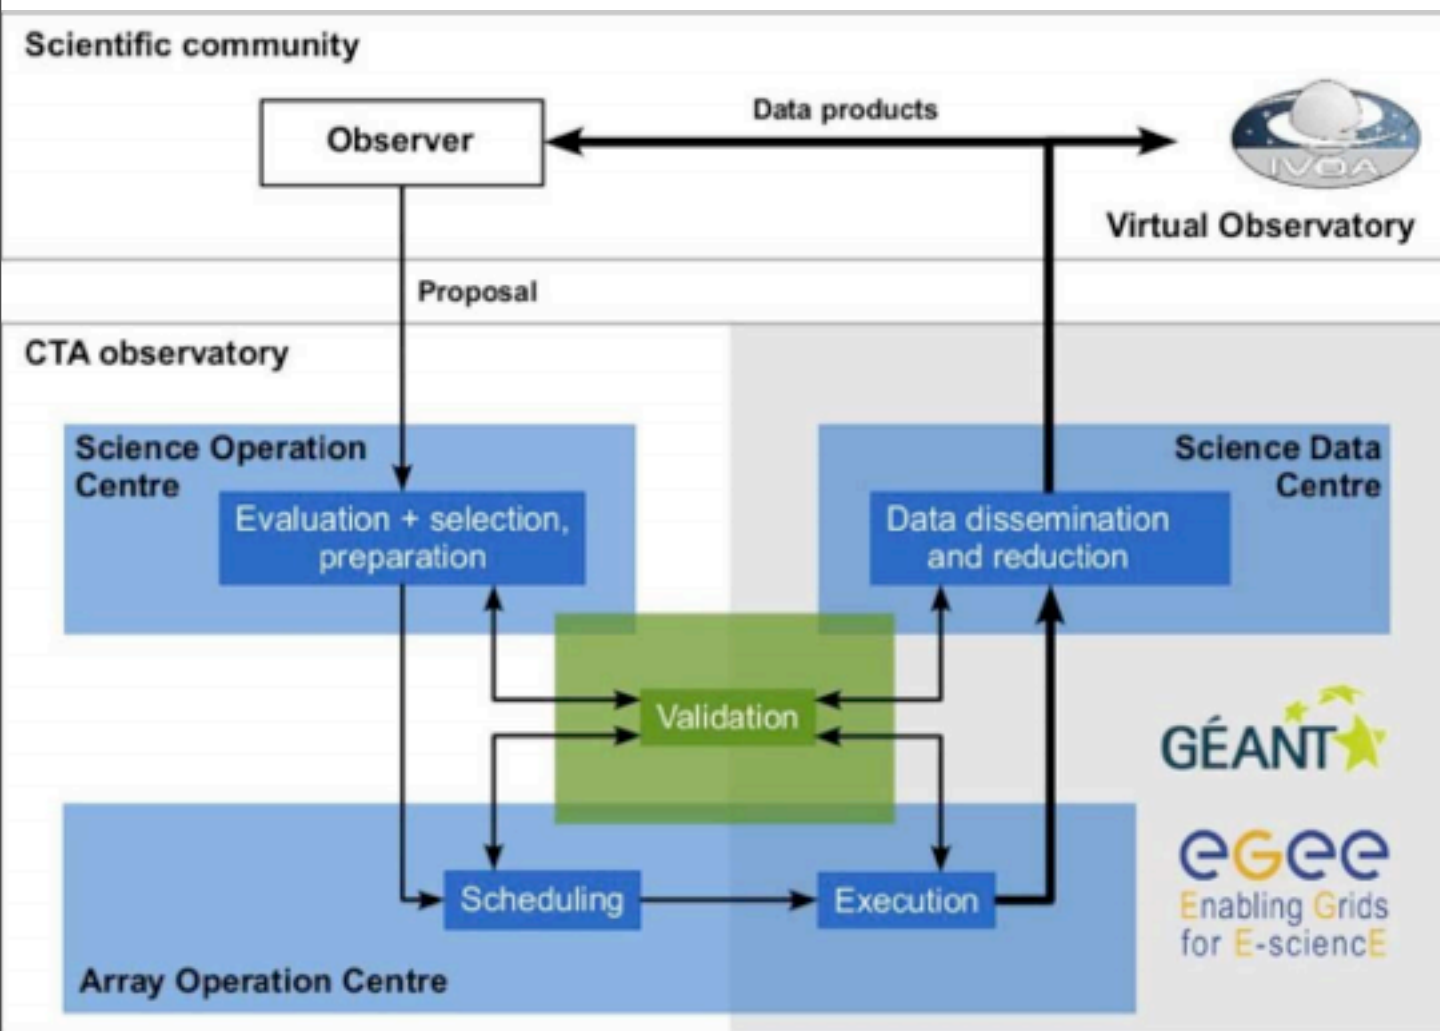 Scientific community
Observer
Data products
IVOA
Virtual Observatory
Proposal
CTA observatory
Science Operation
Centre
Evaluation + selection,
preparation
Science Data
Centre
Data dissemination
and reduction
Validation
GÉANT
Scheduling
Execution
egee
Enabling Grids
for E-sciencE
Array Operation Centre